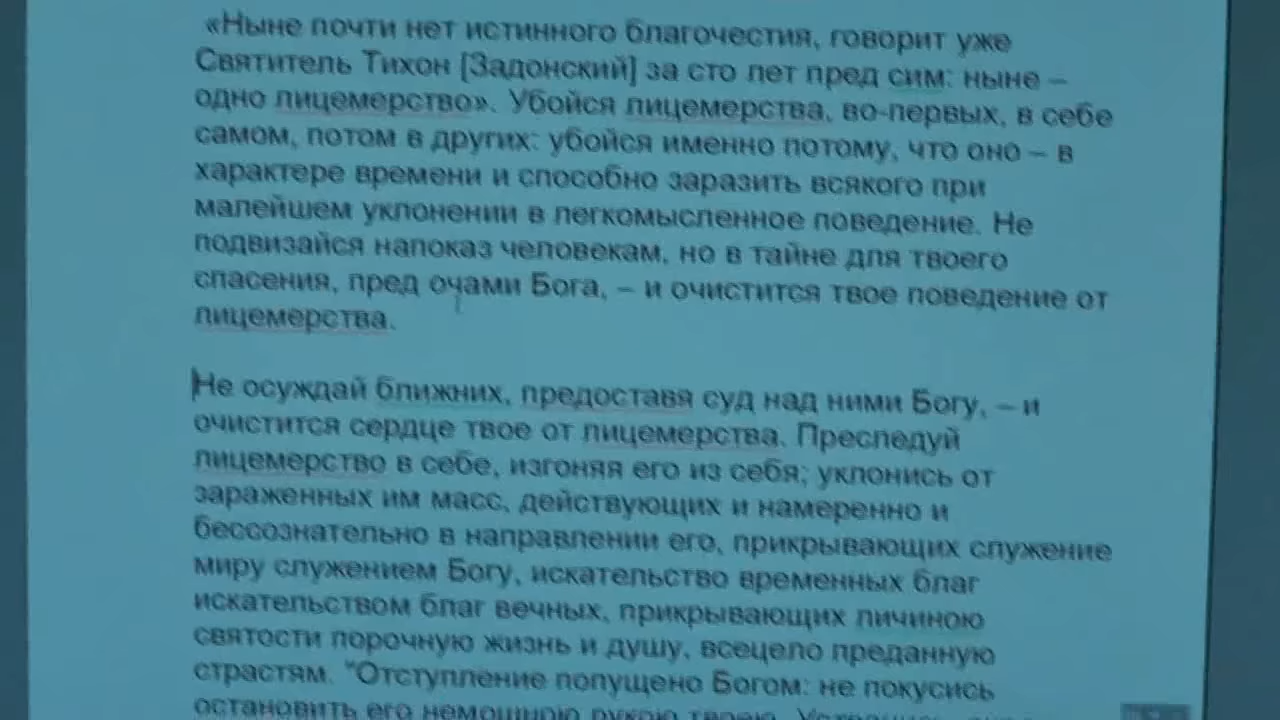 «Ныне почти нет истинного благочестия, говорит уже
Святитель Тихон [Задонский] за сто лет пред сим: ныне –
одно лицемерство». Убойся лицемерства, во-первых, в себе
самом, потом в других: убойся именно потому, что оно – в
характере времени и способно заразить всякого при
малейшем уклонении в легкомысленное поведение. Не
подвизайся напоказ человекам, но в тайне для твоего
спасения, пред очами Бога, – и очистится твое поведение от
лицемерства.
Не осуждай ближних, предоставя суд над ними Богу, – и
очистится сердце твое от лицемерства. Преследуй
лицемерство в себе, изгоняя его из себя; уклонись от
зараженных им масс, действующих и намеренно и
бессознательно в направлении его, прикрывающих служение
миру служением Богу, искательство временных благ
искательством благ вечных, прикрывающих личиною
святости порочную жизнь и душу, всецело преданную
страстям. "Отступление попущено Богом: не покусись
остановить его немощною рукою твоею.